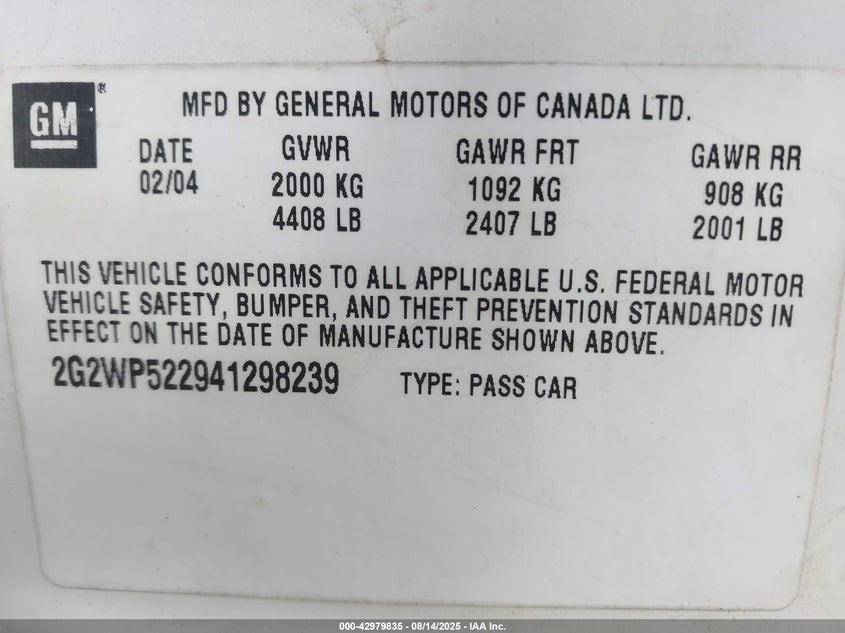 GM®
MFD BY GENERAL MOTORS OF CANADA LTD.
DATE GVWR GAWR FRT GAWR RR
02/04 2000 KG 1092 KG 908 KG
4408 LB 2407 LB 2001 LB
THIS VEHICLE CONFORMS TO ALL APPLICABLE U.S. FEDERAL MOTOR
VEHICLE SAFETY, BUMPER, AND THEFT PREVENTION STANDARDS IN
EFFECT ON THE DATE OF MANUFACTURE SHOWN ABOVE.
2G2WP522941298239 TYPE: PASS CAR
000-42979835 - 08/14/2025 - IAA Inc.